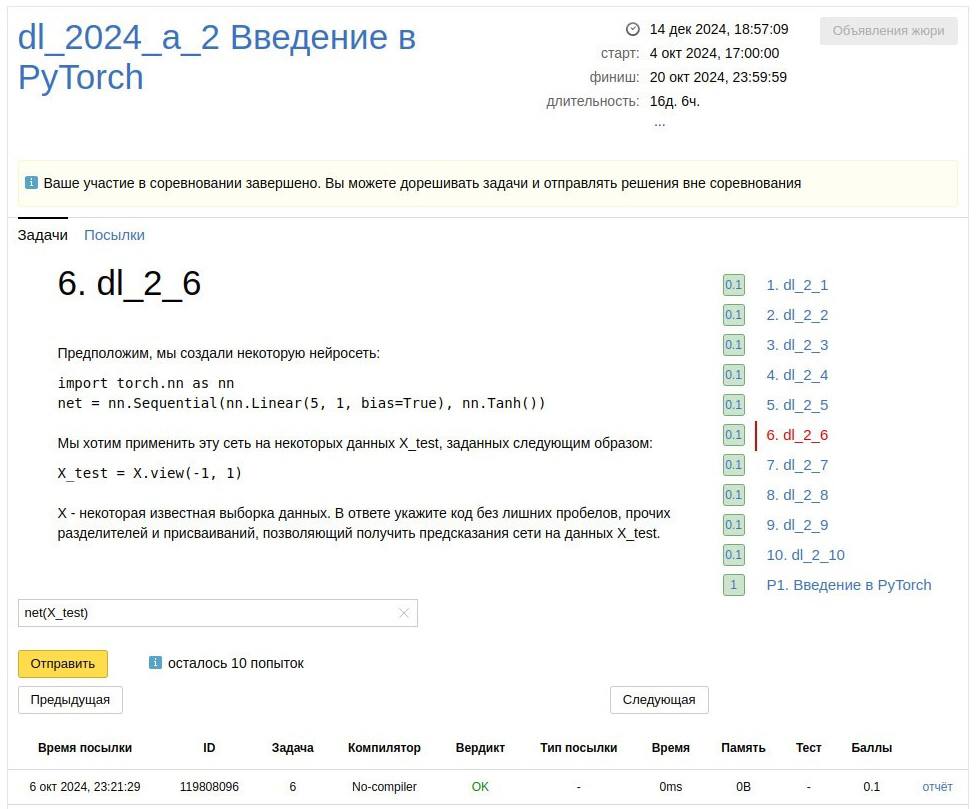 dl_2024_a_2 Введение в
PyTorch
14 дек 2024, 18:57:09
старт: 4 окт 2024, 17:00:00
финиш: 20 окт 2024, 23:59:59
длительность: 16д. 6ч.
...
Объявления жюри
Ваше участие в соревновании завершено. Вы можете дорешивать задачи и отправлять решения вне соревнования
Задачи Посылки
6. dl_2_6
Предположим, мы создали некоторую нейросеть:
import torch.nn as nn
net = nn.Sequential(nn.Linear(5, 1, bias=True), nn.Tanh())
Мы хотим применить эту сеть на некоторых данных X_test, заданных следующим образом:
X_test = X.view(-1, 1)
X - некоторая известная выборка данных. В ответе укажите код без лишних пробелов, прочих
разделителей и присваиваний, позволяющий получить предсказания сети на данных X_test.
0.1 1. dl_2_1
0.1 2. dl_2_2
0.1 3. dl_2_3
0.1 4. dl_2_4
0.1 5. dl_2_5
0.1 6. dl_2_6
0.1 7. dl_2_7
0.1 8. dl_2_8
0.1 9. dl_2_9
0.1 10. dl_2_10
1 P1. Введение в PyTorch
net(X_test)
Отправить осталось 10 попыток
Предыдущая Следующая
Время посылки ID Задача Компилятор Вердикт Тип посылки Время Память Тест Баллы
6 окт 2024, 23:21:29 119808096 6 No-compiler OK - 0ms 0B - 0.1 отчёт